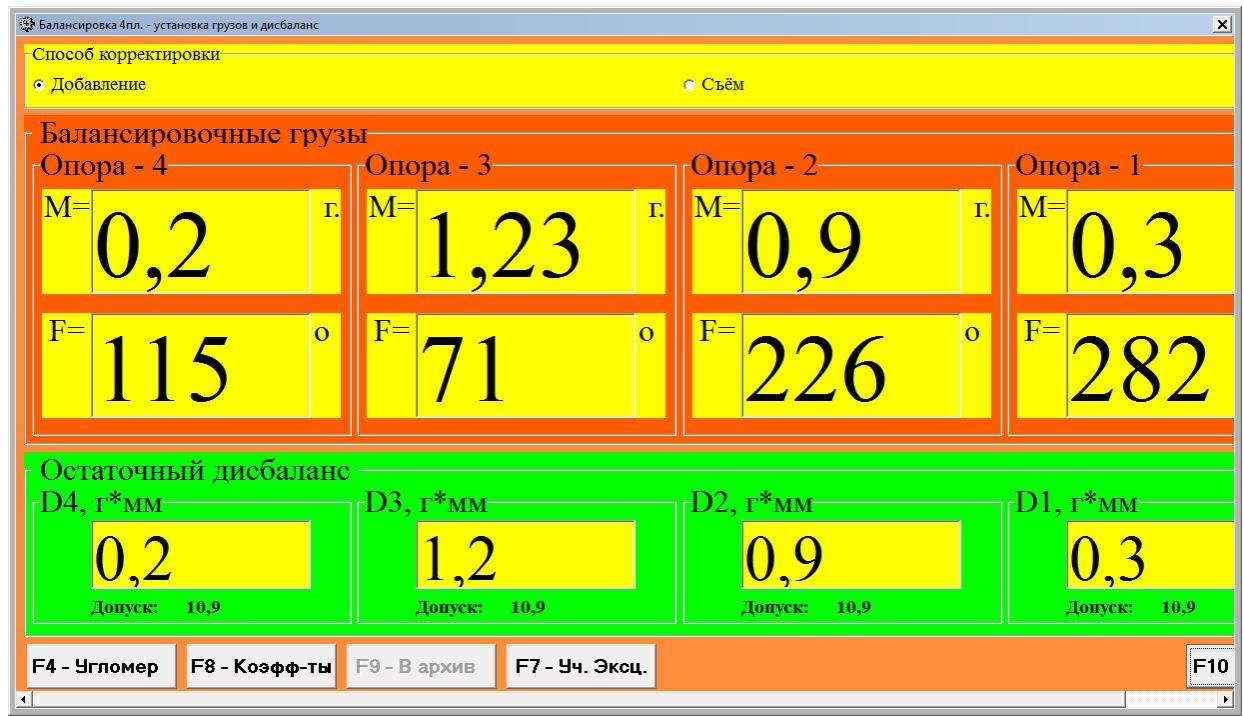 Балансировка 4пл. - установка грузов и дисбаланс
Способ корректировки
Добавление Съём
Балансировочные грузы
Опора - 4 Опора - 3 Опора - 2 Опора - 1
M= 0,2 г. M= 1,23 г. M= 0,9 г. M= 0,3
F= 115 о F= 71 о F= 226 о F= 282
Остаточный дисбаланс
D4, г*мм D3, г*мм D2, г*мм D1, г*мм
0,2 1,2 0,9 0,3
Допуск: 10,9 Допуск: 10,9 Допуск: 10,9 Допуск: 10,9
F4 - Угломер F8 - Коэфф-ты F9 - В архив F7 - Уч. Эксц. F10